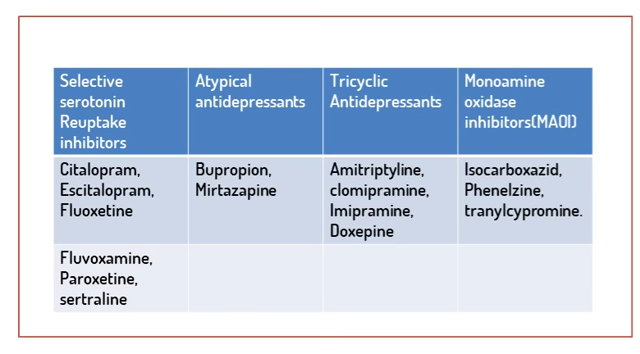 Selective
serotonin
Reuptake
inhibitors
Atypical
antidepressants
Tricyclic
Antidepressants
Monoamine
oxidase
inhibitors(MAOI)
Citalopram,
Escitalopram,
Fluoxetine
Bupropion,
Mirtazapine
Amitriptyline,
clomipramine,
Imipramine,
Doxepine
Isocarboxazid,
Phenelzine,
tranylcypromine.
Fluvoxamine,
Paroxetine,
sertraline